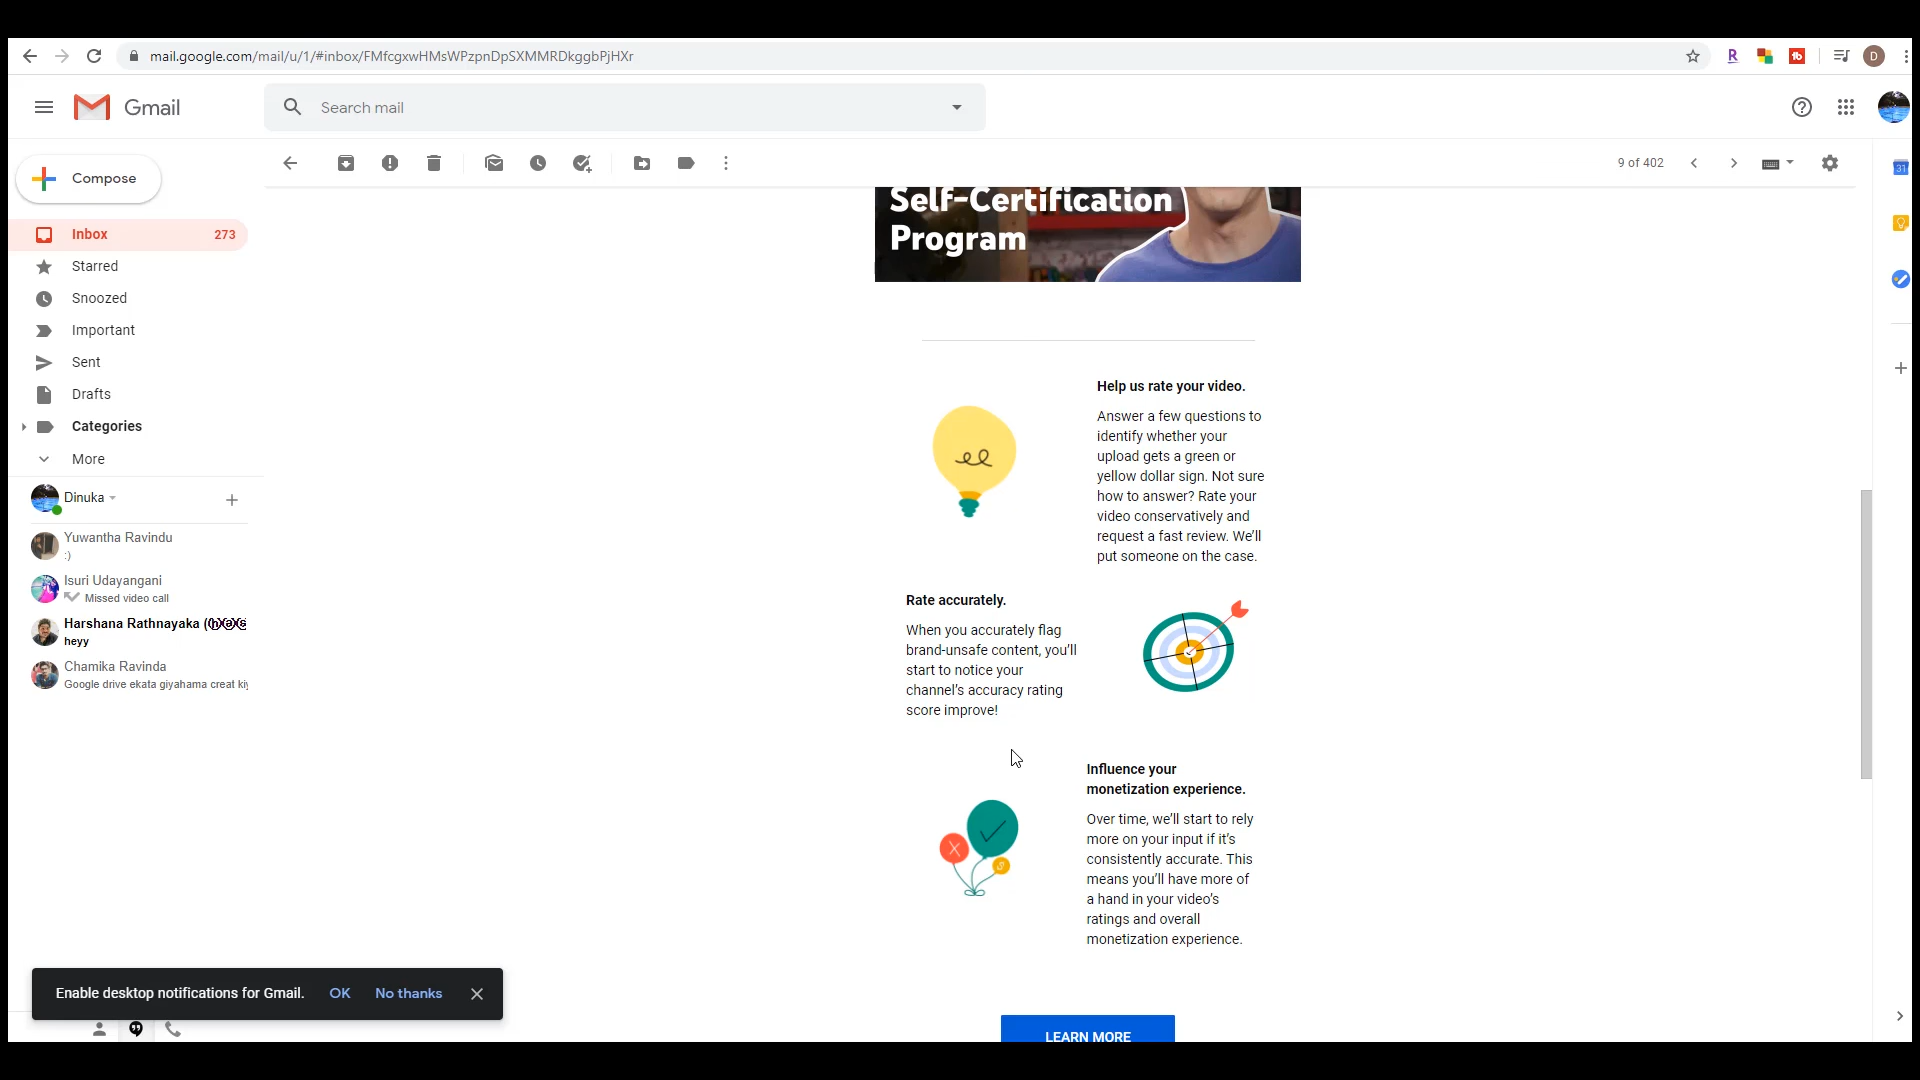 mail.google.com/mail/u/1/#inbox/FMfcgxwHMsWPzpnDpSXMMRDkggbPjHXr
R
tb
D
Gmail
Search mail
Compose
9 of 402
31
Inbox 273
Starred
Snoozed
Important
Sent
Drafts
Categories
More
Dinuka
Yuwantha Ravindu
:)
Isuri Udayangani
Missed video call
Harshana Rathnayaka
heyy
Chamika Ravinda
Google drive ekata giyahama creat
Self-Certification
Program
Help us rate your video.
Answer a few questions to
identify whether your
upload gets a green or
yellow dollar sign. Not sure
how to answer? Rate your
video conservatively and
request a fast review. We'll
put someone on the case.
Rate accurately.
When you accurately flag
brand-unsafe content, you'll
start to notice your
channel's accuracy rating
score improve!
Influence your
monetization experience.
Over time, we'll start to rely
more on your input if it's
consistently accurate. This
means you'll have more of
a hand in your video's
ratings and overall
monetization experience.
LEARN MORE
Enable desktop notifications for Gmail. OK No thanks